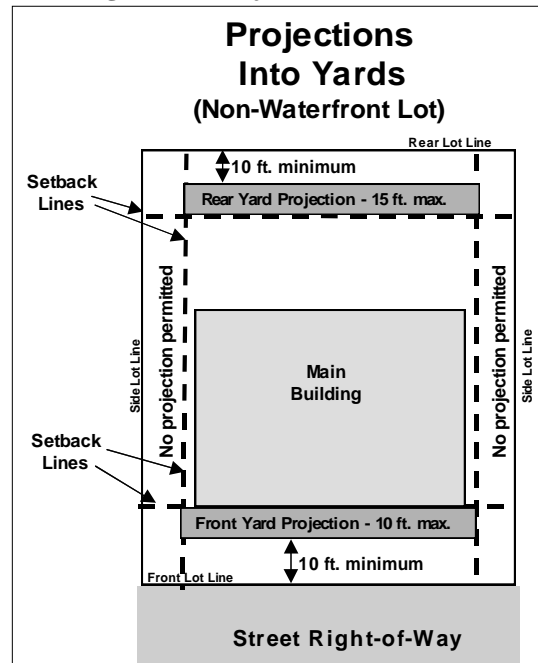 Projections
Into Yards
(Non-Waterfront Lot)
Rear Lot Line
10 ft. minimum
Setback
Lines
Rear Yard Projection - 15 ft. max.
No projection permitted
No projection permitted
Side Lot Line
Side Lot Line
Main
Building
Setback
Lines
Front Yard Projection - 10 ft. max.
10 ft. minimum
Front Lot Line
Street Right-of-Way